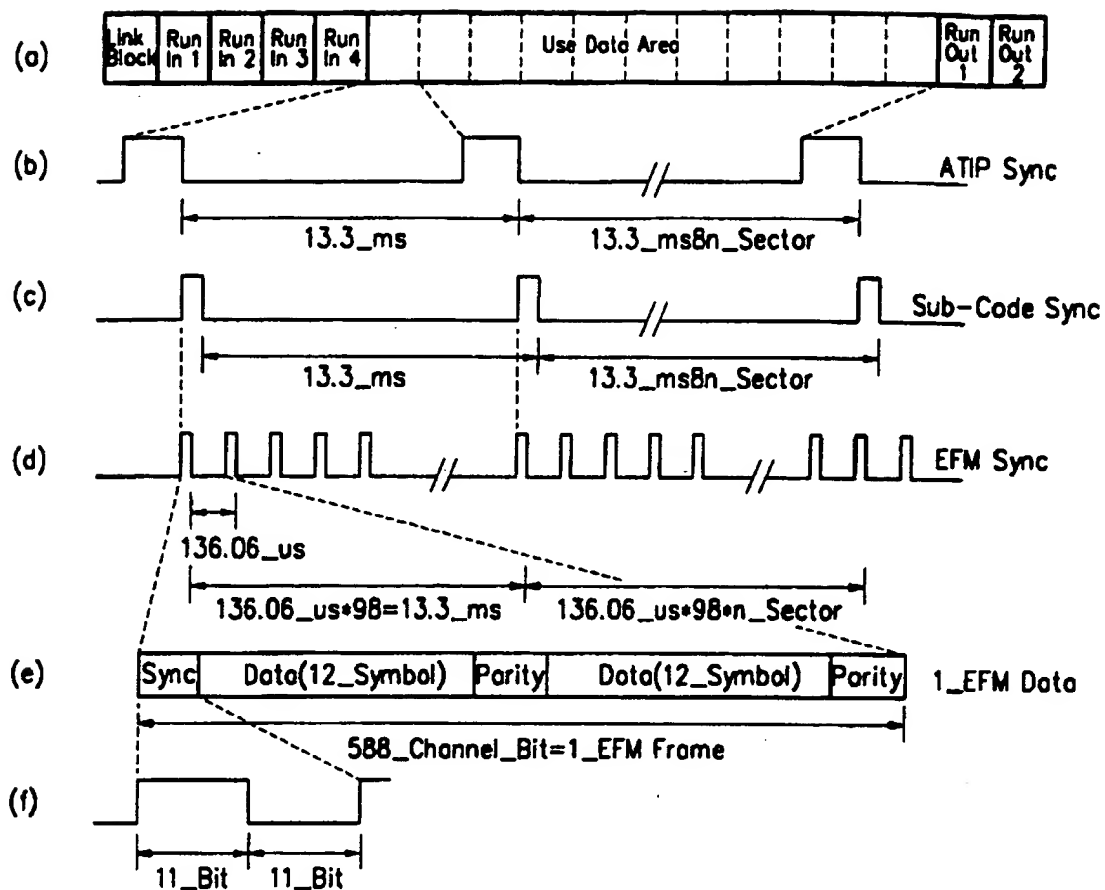 (a)
Link Block
Run In 1
Run In 2
Run In 3
Run In 4
Use Data Area
Run Out 1
Run Out 2
(b)
ATIP Sync
13.3_ms
13.3_ms8n_Sector
(c)
Sub-Code Sync
13.3_ms
13.3_ms8n_Sector
(d)
EFM Sync
136.06_us
136.06_us*98=13.3_ms
136.06_us*98*n_Sector
(e)
Sync
Data(12_Symbol)
Parity
Data(12_Symbol)
Parity
1_EFM Data
588_Channel_Bit=1_EFM Frame
(f)
11_Bit
11_Bit